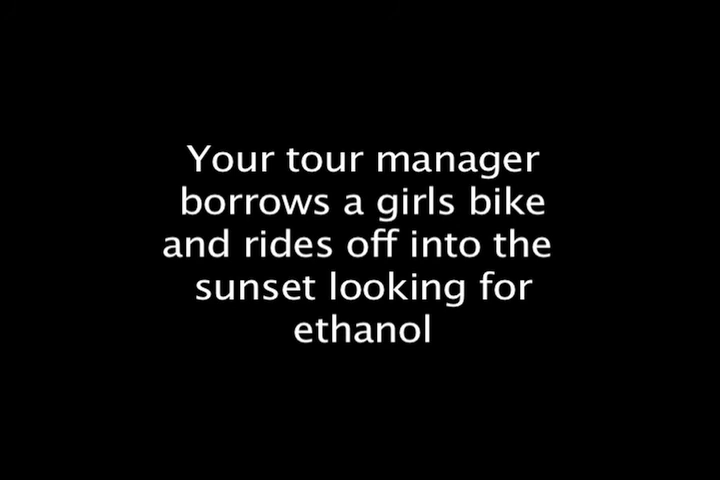 Your tour manager
borrows a girls bike
and rides off into the
sunset looking for
ethanol